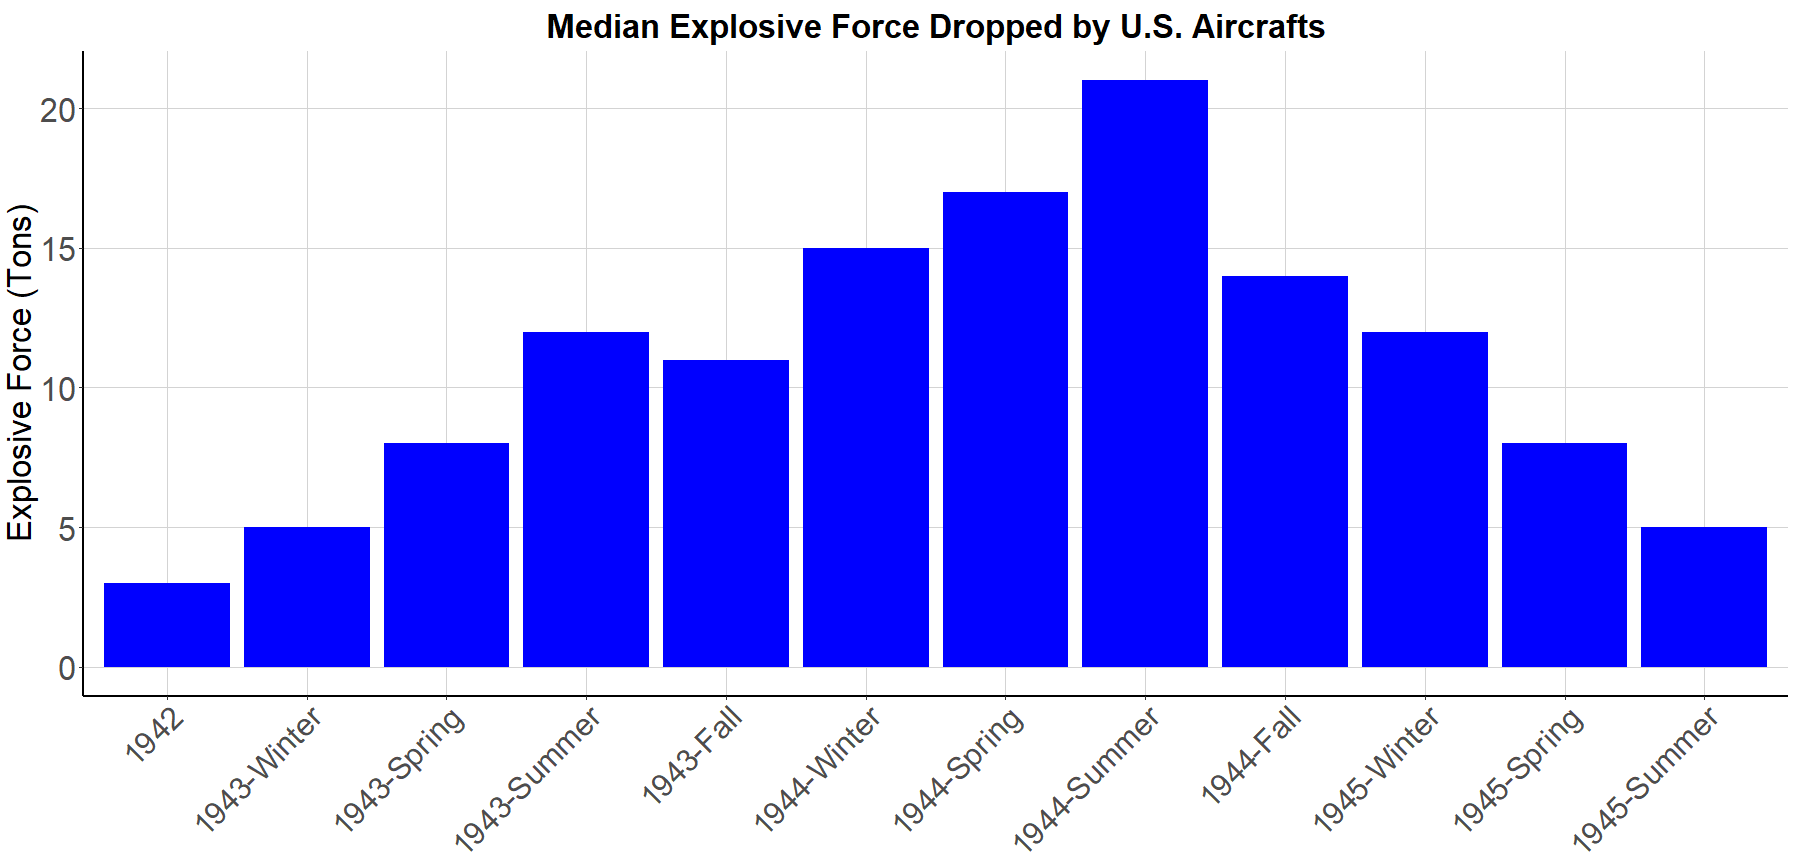 Median Explosive Force Dropped by U.S. Aircrafts
Explosive Force (Tons)
20
15
10
5
0
1942
1943-Winter
1943-Spring
1943-Summer
1943-Fall
1944-Winter
1944-Spring
1944-Summer
1944-Fall
1945-Winter
1945-Spring
1945-Summer